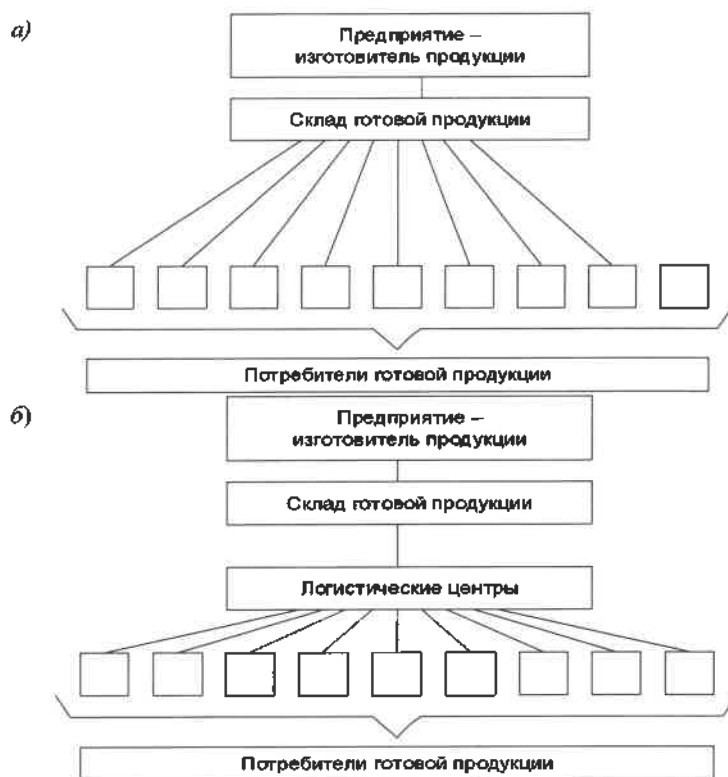 а)
Предприятие –
изготовитель продукции
Склад готовой продукции
Потребители готовой продукции
б)
Предприятие –
изготовитель продукции
Склад готовой продукции
Логистические центры
Потребители готовой продукции